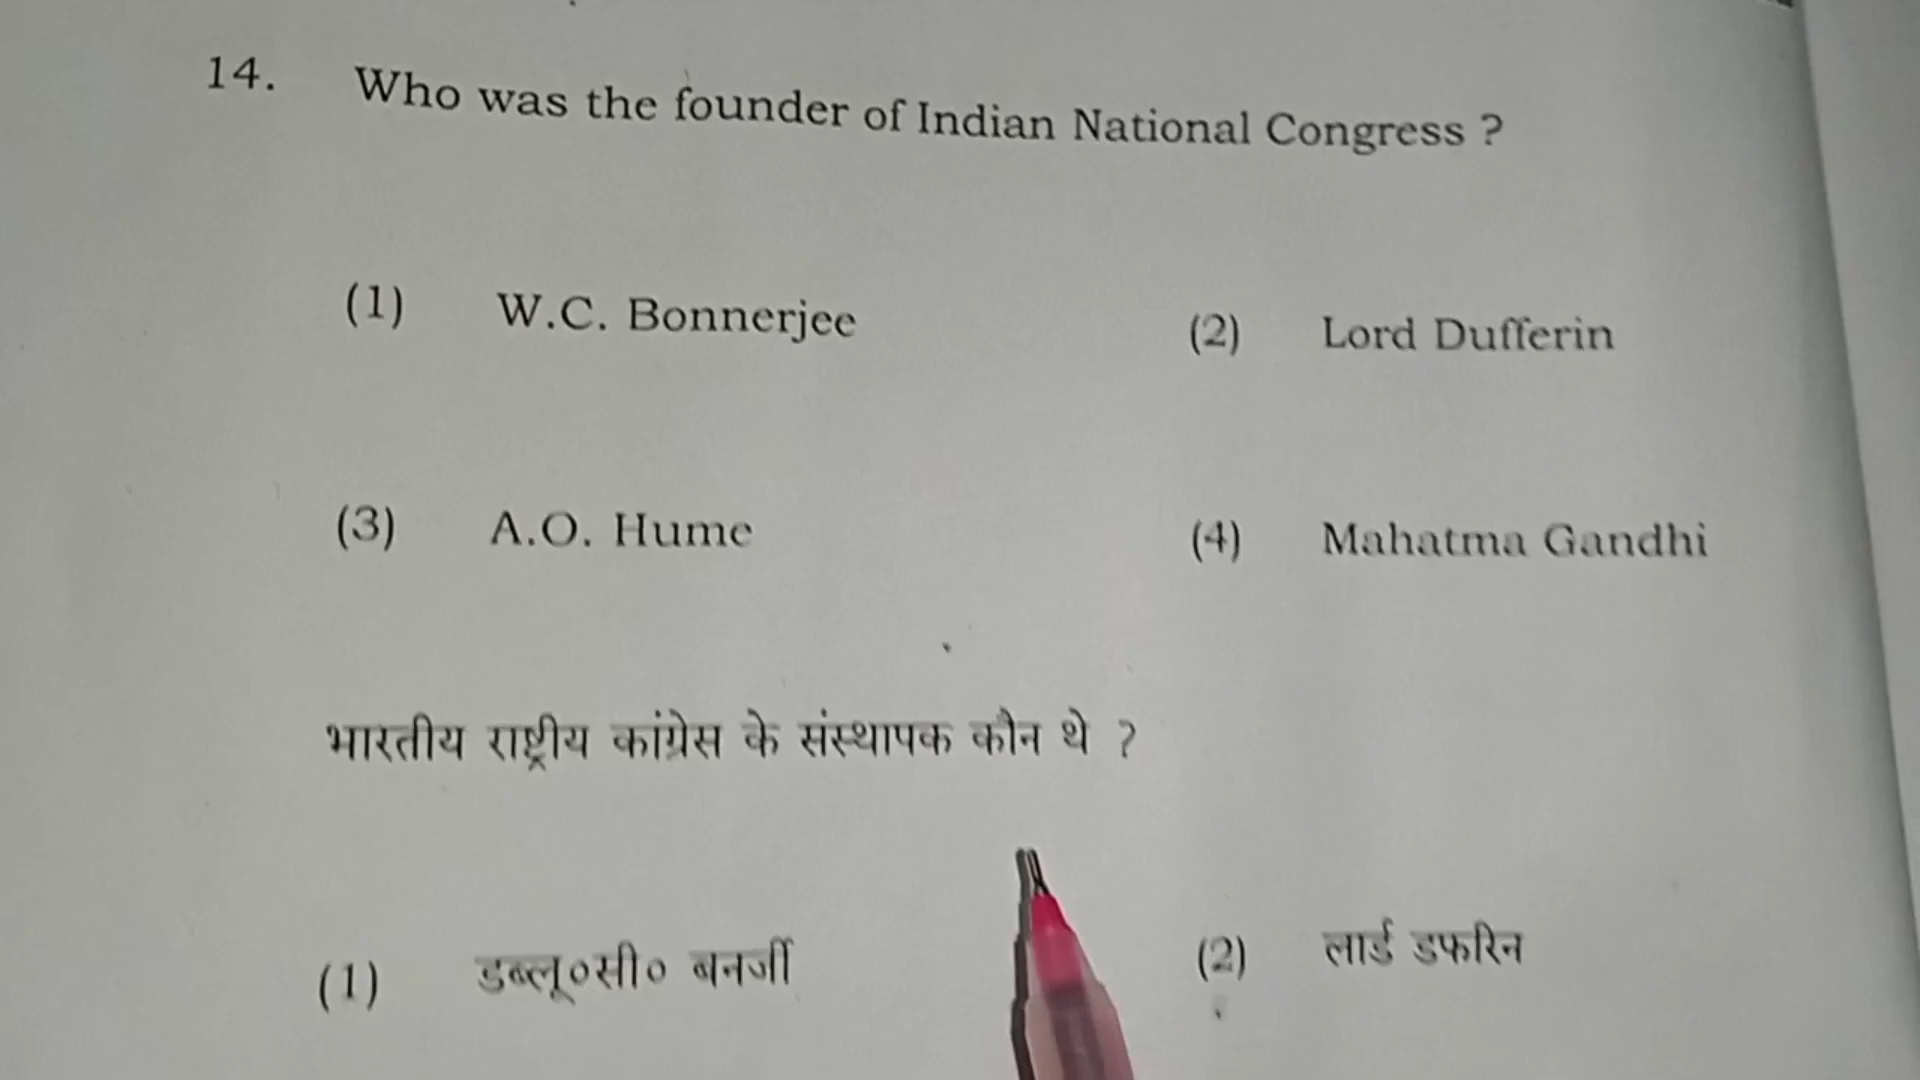 14. Who was the founder of Indian National Congress ?
(1) W.C. Bonnerjee (2) Lord Dufferin
(3) A.O. Hume (4) Mahatma Gandhi
भारतीय राष्ट्रीय कांग्रेस के संस्थापक कौन थे ?
(1) डब्लू०सी० बनर्जी (2) लार्ड डफरिन